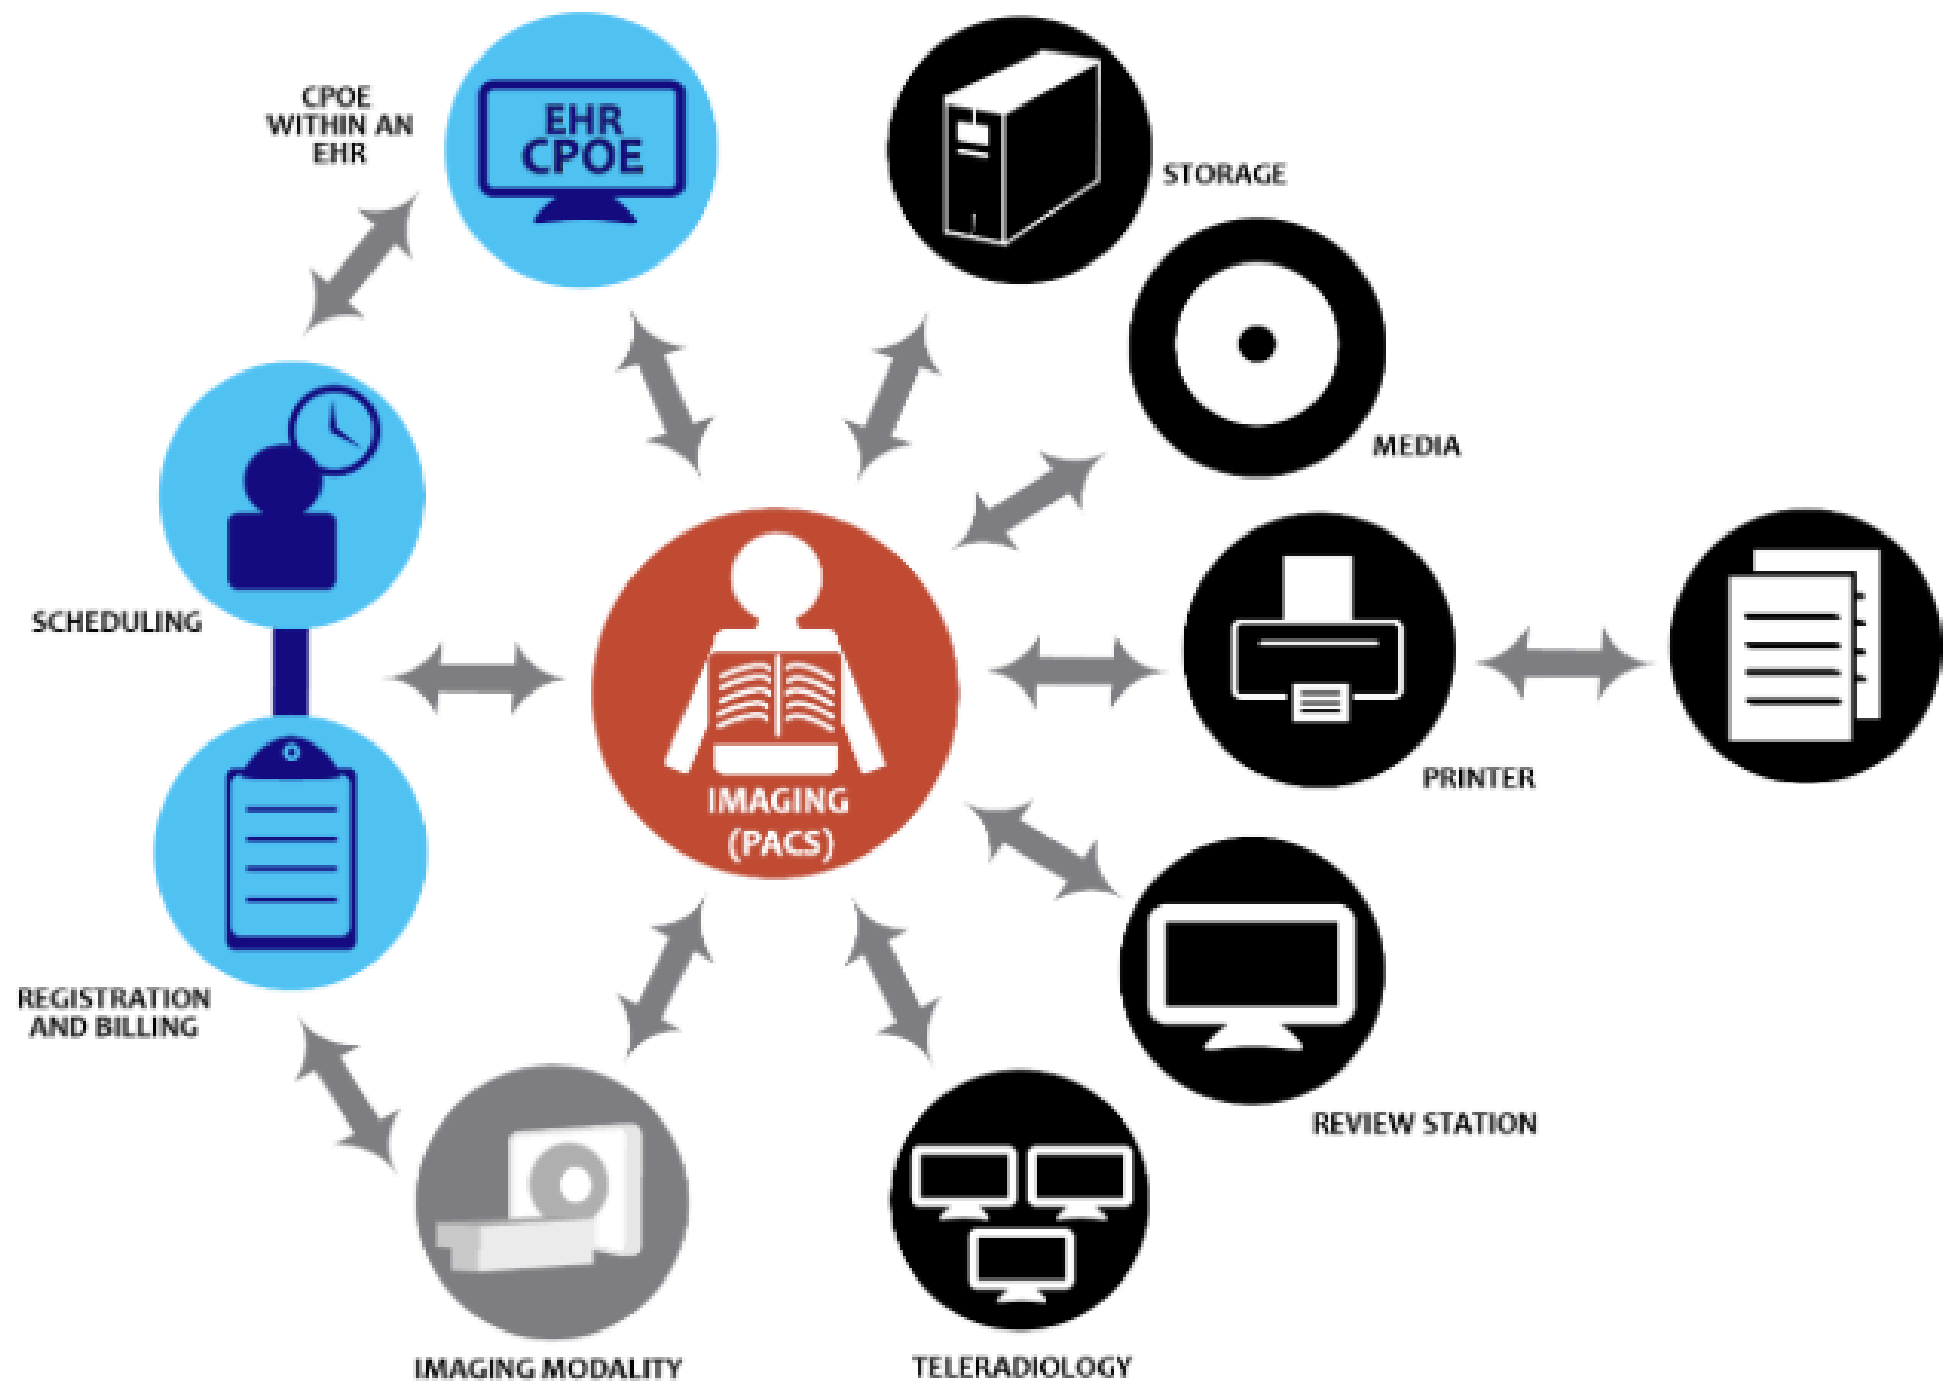 CPOE
WITHIN AN
EHR
EHR
CPOE
STORAGE
MEDIA
SCHEDULING
PRINTER
IMAGING
(PACS)
REGISTRATION
AND BILLING
REVIEW STATION
IMAGING MODALITY
TELERADIOLOGY